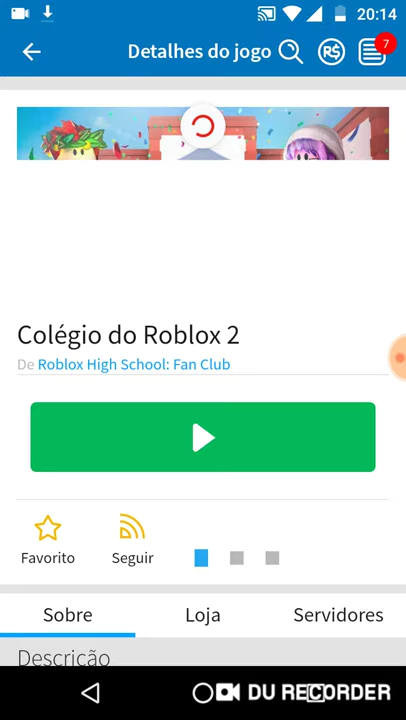 20:14
Detalhes do jogo
R$
7
Colégio do Roblox 2
De Roblox High School: Fan Club
Favorito
Seguir
Sobre
Loja
Servidores
Descrição
DU RECORDER